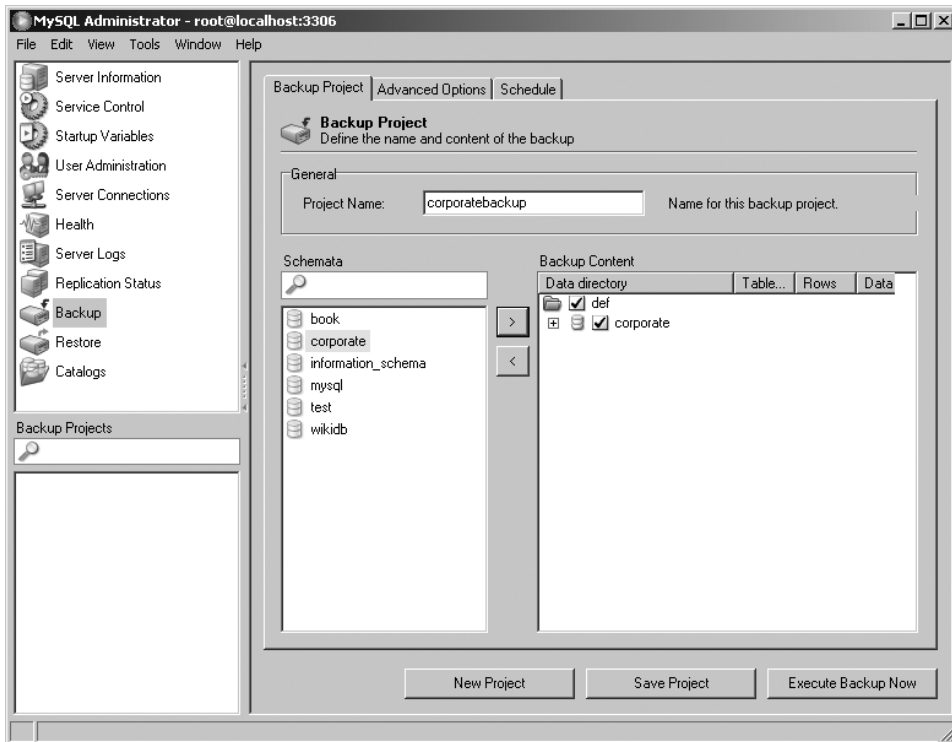 MySQL Administrator - root@localhost:3306
File Edit View Tools Window Help
Server Information
Service Control
Startup Variables
User Administration
Server Connections
Health
Server Logs
Replication Status
Backup
Restore
Catalogs
Backup Projects
Backup Project Advanced Options Schedule
Backup Project
Define the name and content of the backup
General
Project Name: corporatebackup Name for this backup project.
Schemata
book
corporate
information_schema
mysql
test
wikidb
Backup Content
Data directory Table... Rows Data
def
corporate
> 
<
New Project Save Project Execute Backup Now